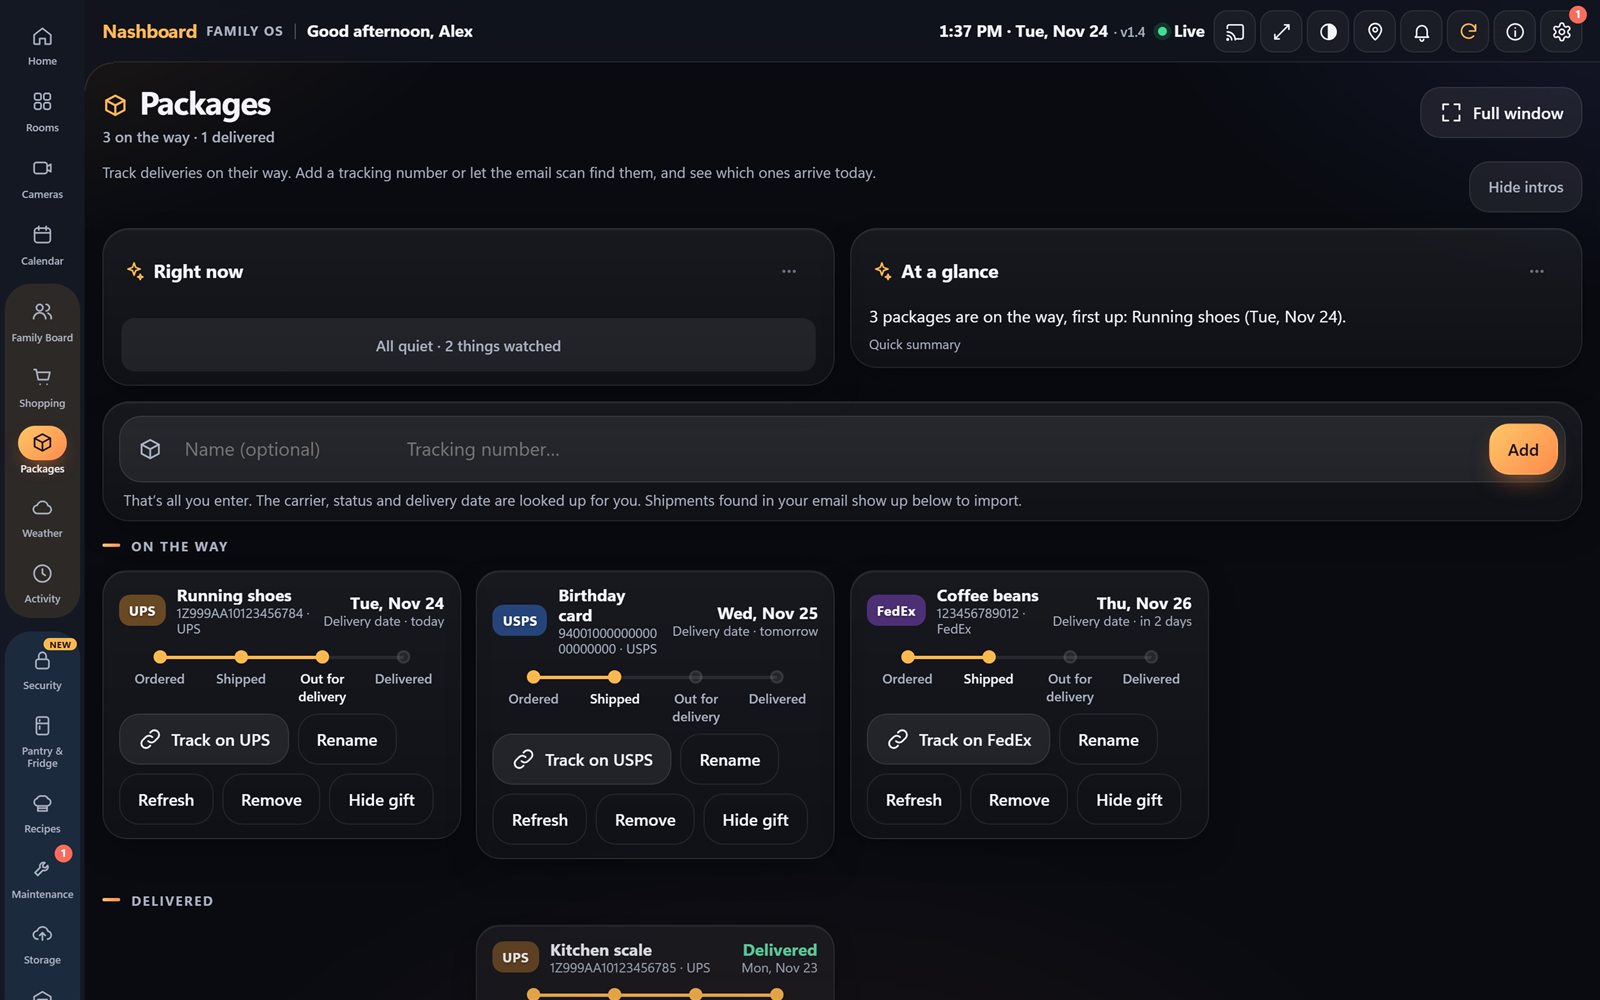 Nashboard FAMILY OS | Good afternoon, Alex
1:37 PM · Tue, Nov 24 · v1.4 Live
1
Home
Rooms
Cameras
Calendar
Family Board
Shopping
Packages
Weather
Activity
NEW
Security
Pantry &
Fridge
Recipes
1
Maintenance
Storage
Packages
3 on the way · 1 delivered
Full window
Track deliveries on their way. Add a tracking number or let the email scan find them, and see which ones arrive today.
Hide intros
Right now
All quiet · 2 things watched
At a glance
3 packages are on the way, first up: Running shoes (Tue, Nov 24).
Quick summary
Name (optional)
Tracking number...
Add
That's all you enter. The carrier, status and delivery date are looked up for you. Shipments found in your email show up below to import.
ON THE WAY
UPS
Running shoes
1Z999AA10123456784 ·
UPS
Tue, Nov 24
Delivery date · today
Ordered
Shipped
Out for
delivery
Delivered
Track on UPS
Rename
Refresh
Remove
Hide gift
USPS
Birthday
card
94001000000000
00000000 · USPS
Wed, Nov 25
Delivery date · tomorrow
Ordered
Shipped
Out for
delivery
Delivered
Track on USPS
Rename
Refresh
Remove
Hide gift
FedEx
Coffee beans
123456789012 ·
FedEx
Thu, Nov 26
Delivery date · in 2 days
Ordered
Shipped
Out for
delivery
Delivered
Track on FedEx
Rename
Refresh
Remove
Hide gift
DELIVERED
UPS
Kitchen scale
1Z999AA10123456785 · UPS
Delivered
Mon, Nov 23